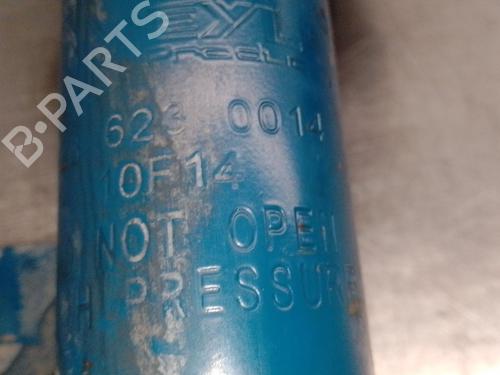 B-PARTS
623 0014
10F14
NOT OPEN
H PRESSURE